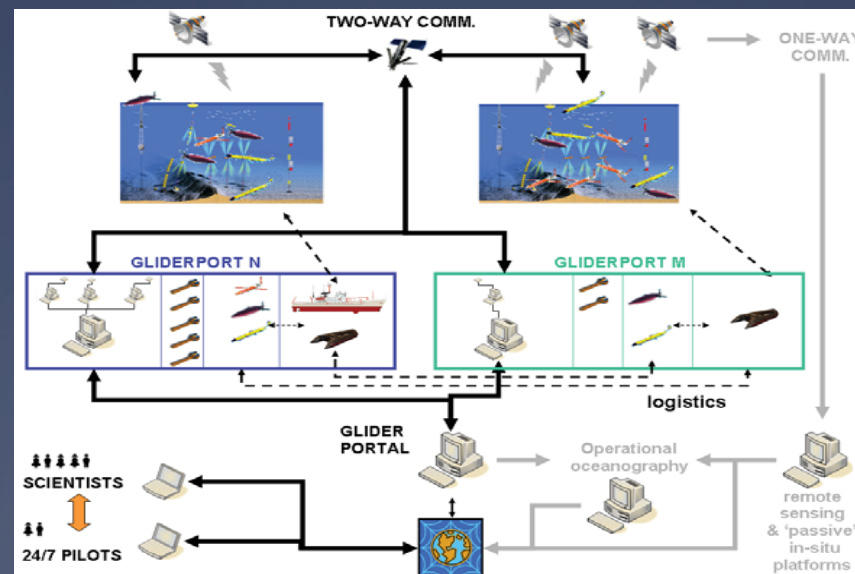 TWO-WAY COMM.
ONE-WAY
COMM.
GLIDERPORT N
GLIDERPORT M
logistics
GLIDER
PORTAL
Operational
oceanography
SCIENTISTS
24/7 PILOTS
remote
sensing
& 'passive'
in-situ
platforms